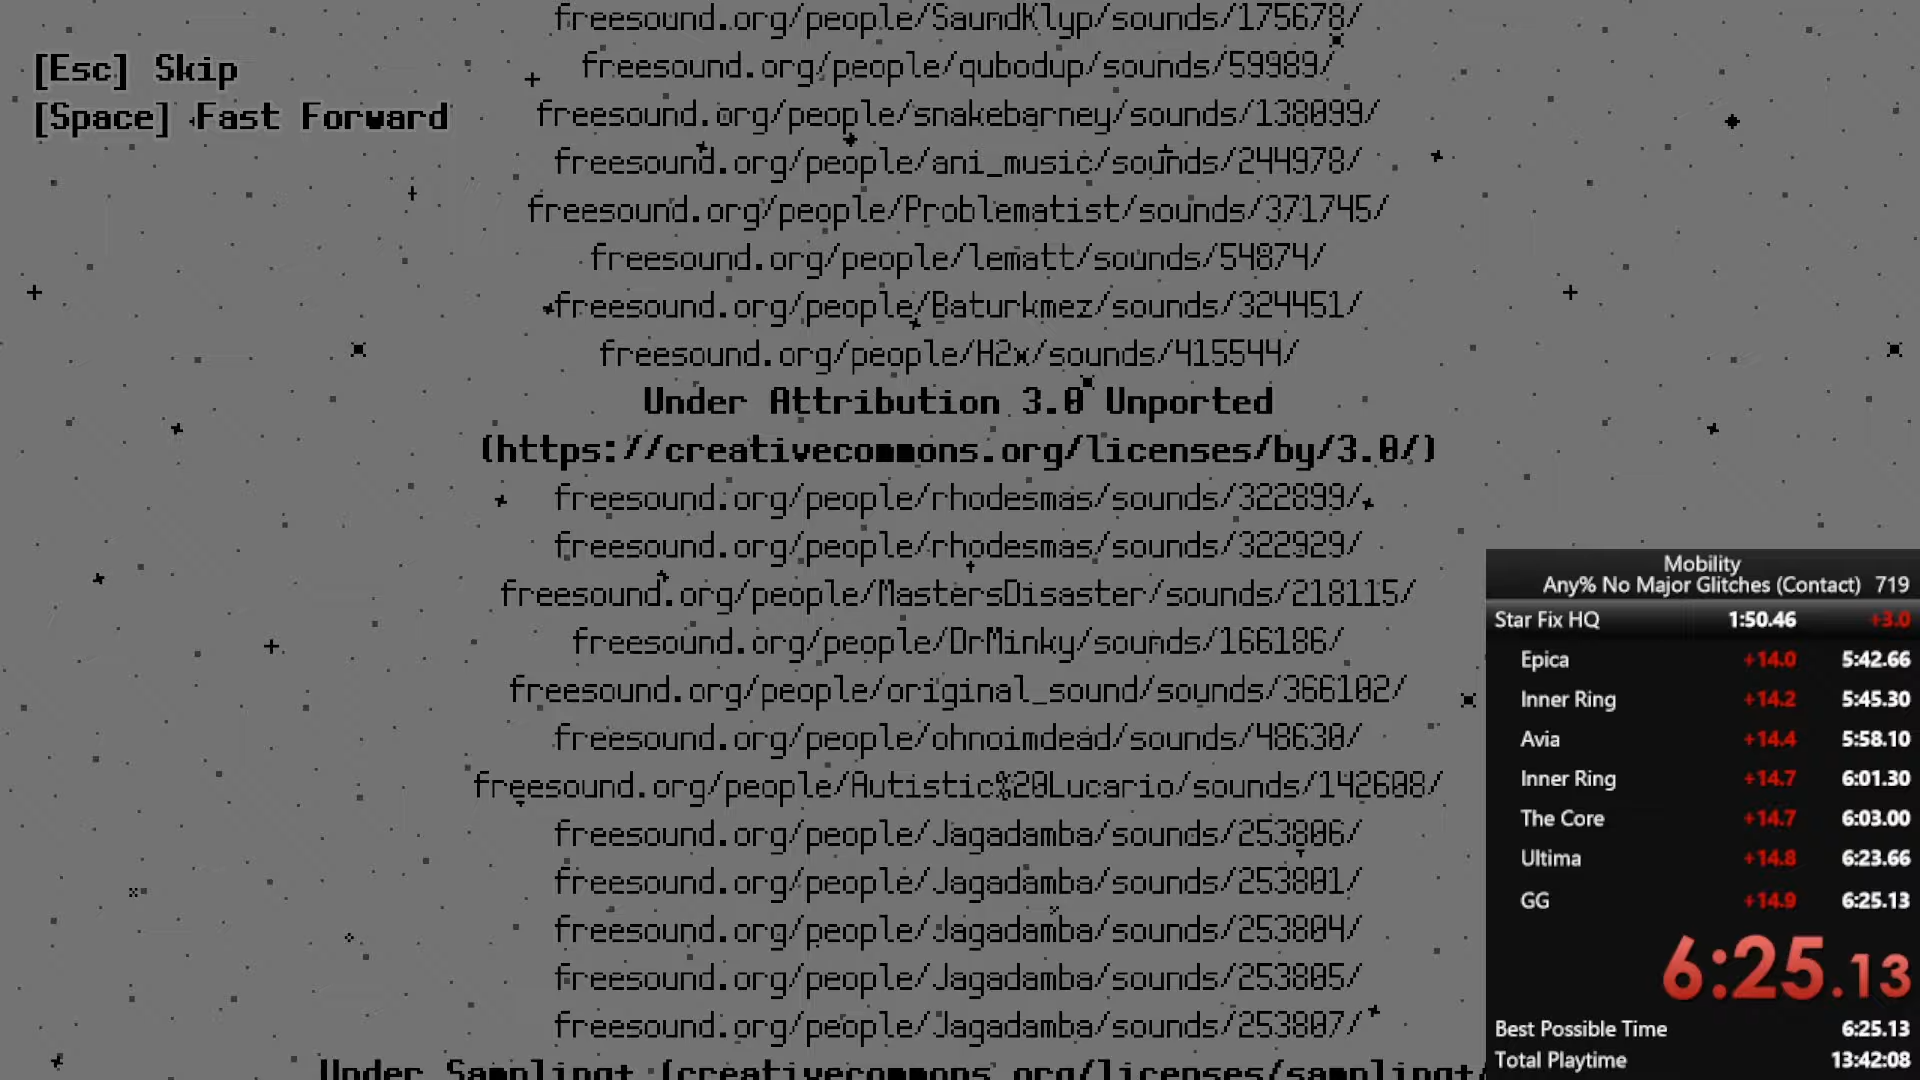 freesound.org/people/SaundKlyp/sounds/175678/
[Esc] Skip
freesound.org/people/qubodup/sounds/59989/
[Space] Fast Forward
freesound.org/people/snakebarney/sounds/138099/
freesound.org/people/ani_music/sounds/244978/
freesound.org/people/Problematist/sounds/371745/
freesound.org/people/lematt/sounds/54874/
freesound.org/people/Baturkmez/sounds/324451/
freesound.org/people/H2x/sounds/415544/
Under Attribution 3.0 Unported
(https://creativecommons.org/licenses/by/3.0/)
freesound.org/people/rhodesmas/sounds/322899/
freesound.org/people/rhodesmas/sounds/322929/
freesound.org/people/MastersDisaster/sounds/218115/
freesound.org/people/DrMinky/sounds/166186/
freesound.org/people/original_sound/sounds/366102/
freesound.org/people/ohnoimdead/sounds/48630/
freesound.org/people/Autistic%20Lucario/sounds/142608/
freesound.org/people/Jagadamba/sounds/253806/
freesound.org/people/Jagadamba/sounds/253801/
freesound.org/people/Jagadamba/sounds/253804/
freesound.org/people/Jagadamba/sounds/253805/
freesound.org/people/Jagadamba/sounds/253807/
Under Sampling+ (creativecommons.org/licenses/sampling+/
Mobility
Any% No Major Glitches (Contact) 719
Star Fix HQ 1:50.46 +3.0
Epica +14.0 5:42.66
Inner Ring +14.2 5:45.30
Avia +14.4 5:58.10
Inner Ring +14.7 6:01.30
The Core +14.7 6:03.00
Ultima +14.8 6:23.66
GG +14.9 6:25.13
6:25.13
Best Possible Time 6:25.13
Total Playtime 13:42:08